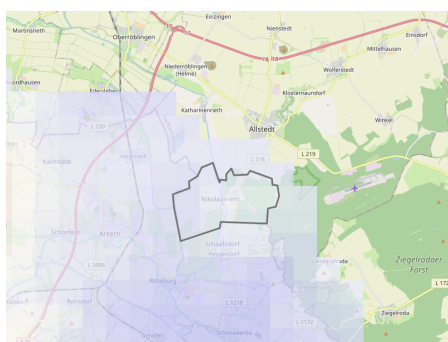 Martinsrieth
Einzingen
Nienstedt
Einsdorf
Oberröblingen
Mittelhausen
Niederröblingen
(Helme)
Wolferstedt
Edersleben
Klosternaundorf
Katharinenrieth
Winkel
L 230
Allstedt
Voigtstedt
L 218
L 219
Kachstedt
Nikolausrieth
Schönfeld
Artern
Schaafsdorf
Heygendorf
L 3086
Ziegelrodaer
Forst
Landgrafroda
Ritteburg
L 172
Reinsdorf
L 1218
Ziegelroda
L 1172
Schönewerda